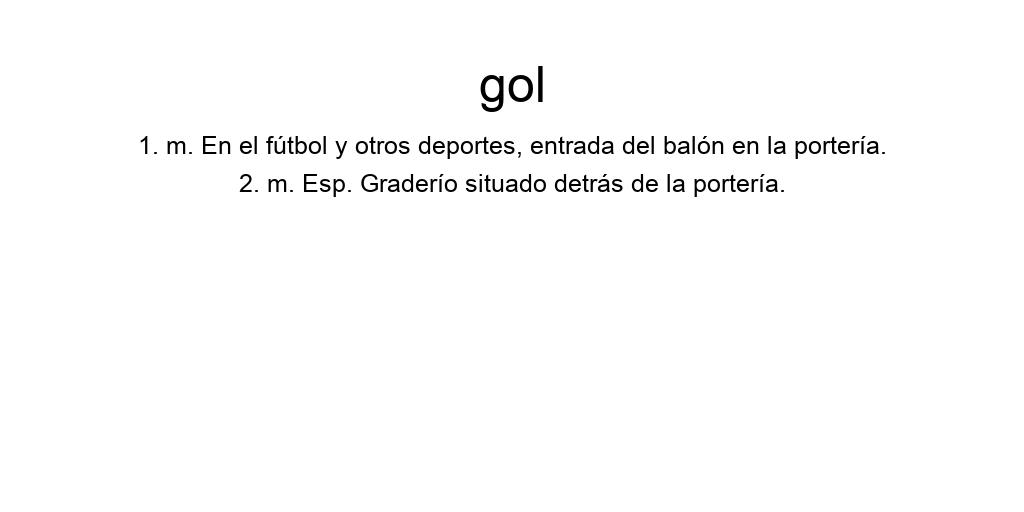 gol
1. m. En el fútbol y otros deportes, entrada del balón en la portería.
2. m. Esp. Graderío situado detrás de la portería.